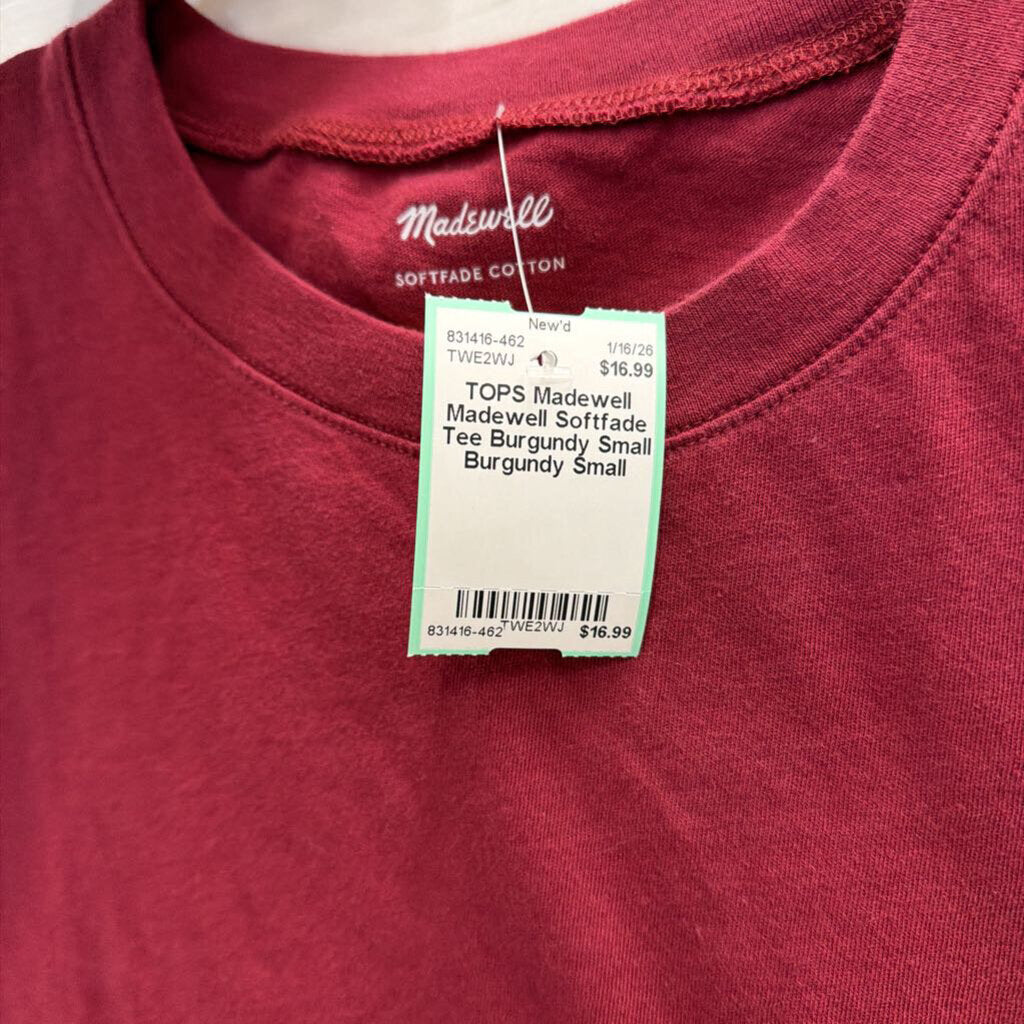 Madewell
SOFTFADE COTTON
New'd
831416-462 1/16/26
TWE2WJ $16.99
TOPS Madewell
Madewell Softfade
Tee Burgundy Small
Burgundy Small
831416-462 TWE2WJ $16.99